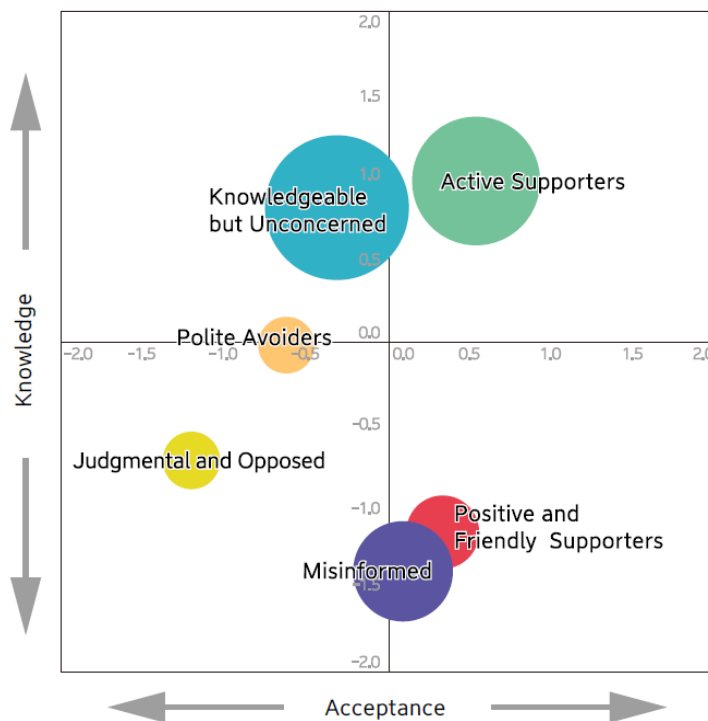 2.0
1.5
1.0
Active Supporters
Knowledgeable
but Unconcerned
0.5
Knowledge
Polite Avoiders
0.0
-2.0 -1.5 -1.0 -0.5 0.0 0.5 1.0 1.5 2.0
-0.5
Judgmental and Opposed
-1.0
Positive and
Friendly Supporters
Misinformed
-1.5
-2.0
Acceptance